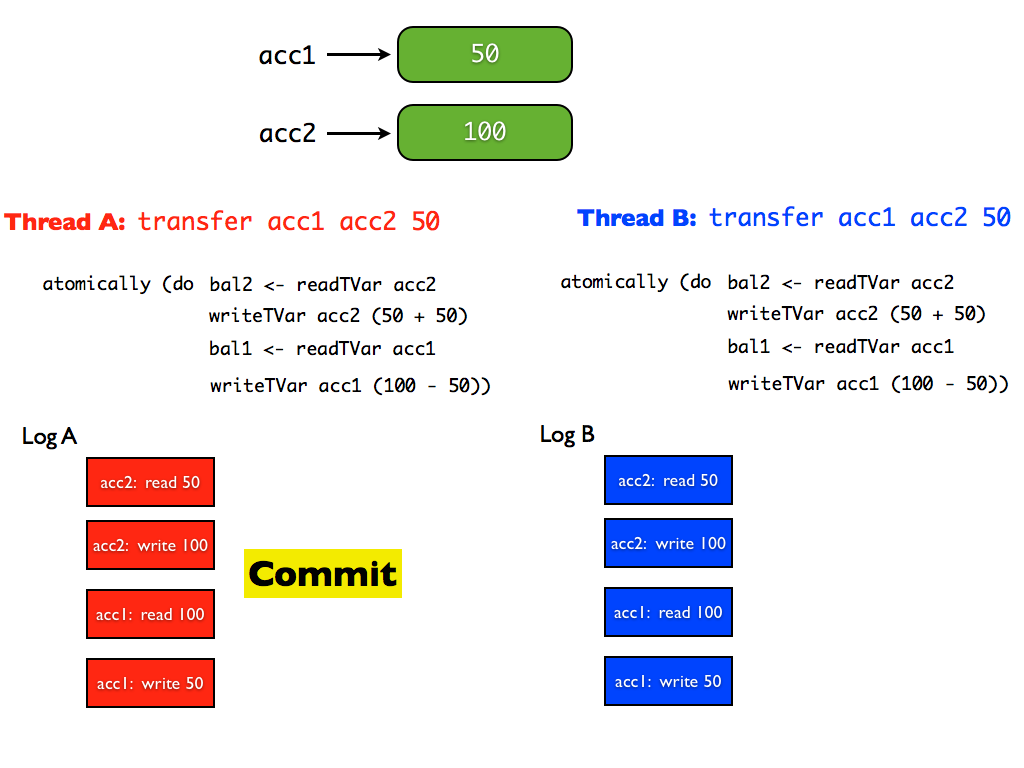 acc1
50
acc2
100
Thread A: transfer acc1 acc2 50
atomically (do bal2 <- readTVar acc2
writeTVar acc2 (50 + 50)
bal1 <- readTVar acc1
writeTVar acc1 (100 - 50))
Log A
acc2: read 50
acc2: write 100
acc1: read 100
acc1: write 50
Commit
Thread B: transfer acc1 acc2 50
atomically (do bal2 <- readTVar acc2
writeTVar acc2 (50 + 50)
bal1 <- readTVar acc1
writeTVar acc1 (100 - 50))
Log B
acc2: read 50
acc2: write 100
acc1: read 100
acc1: write 50